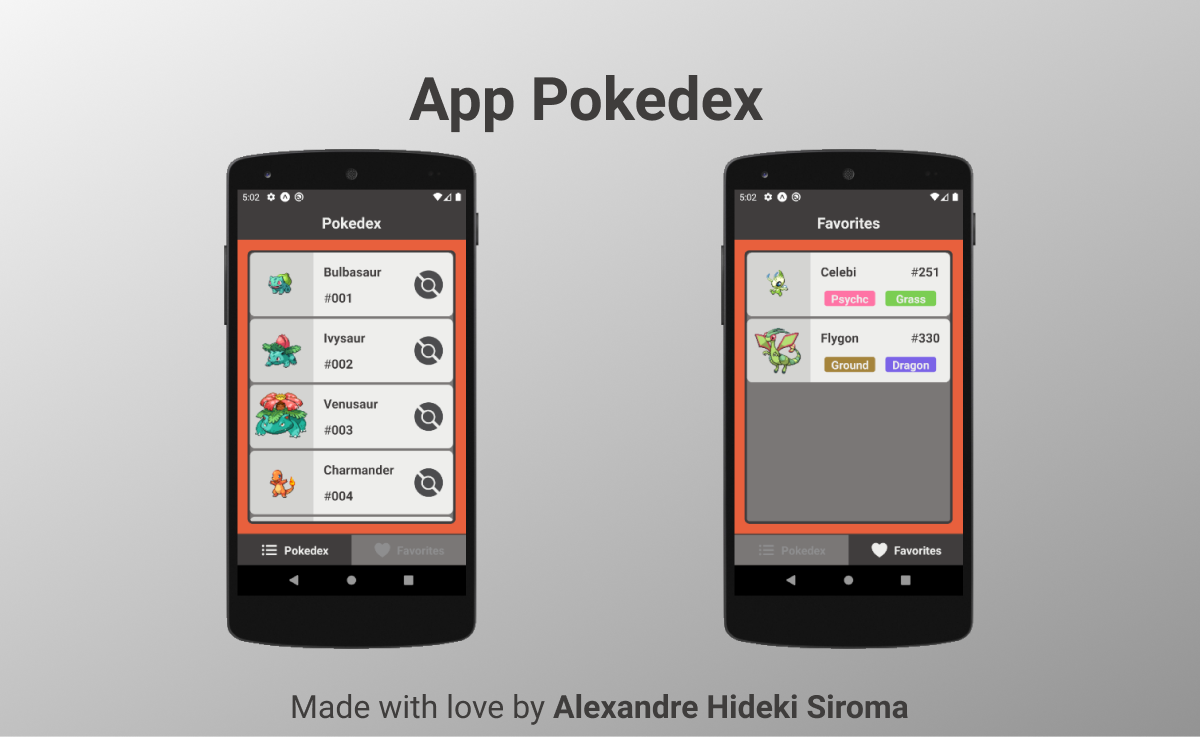 App Pokedex
5:02
Pokedex
Bulbasaur
#001
Ivysaur
#002
Venusaur
#003
Charmander
#004
Pokedex Favorites
5:02
Favorites
Celebi #251
Psychc Grass
Flygon #330
Ground Dragon
Pokedex Favorites
Made with love by Alexandre Hideki Siroma